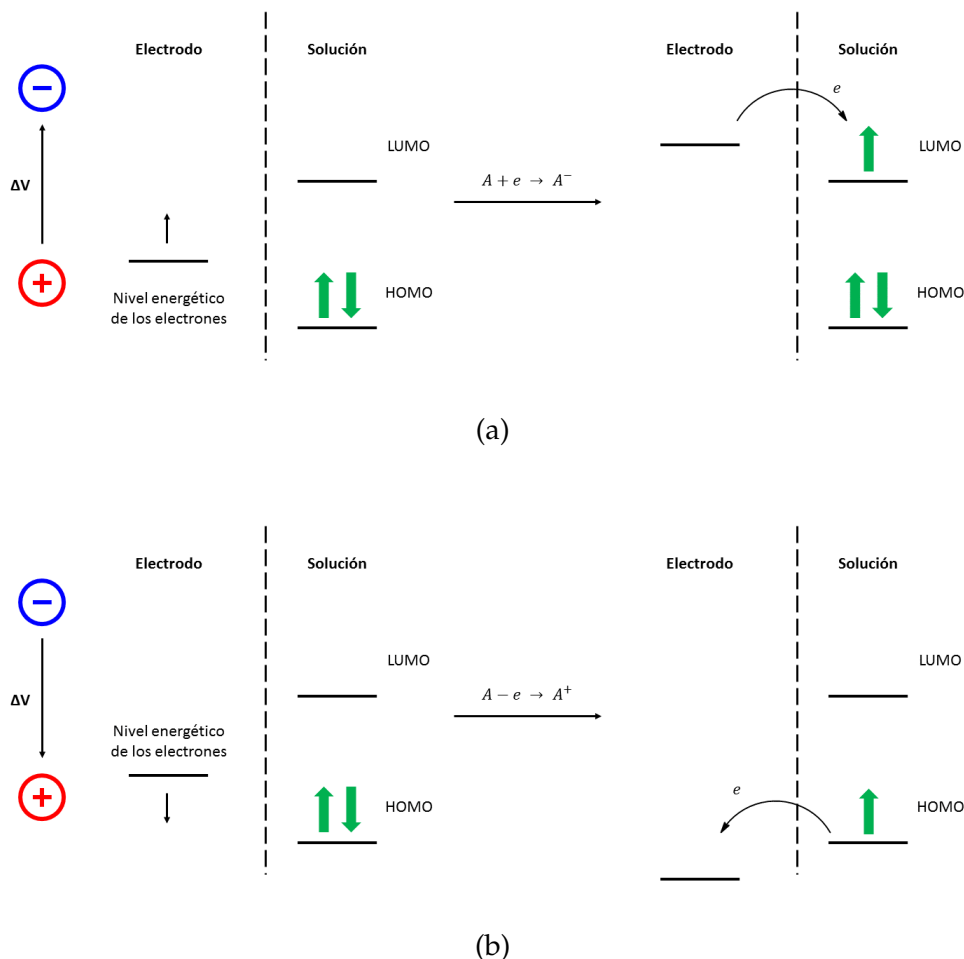 Electrodo
Solución
Electrodo
Solución
−
e
LUMO
LUMO
ΔV
A + e → A⁻
+
HOMO
HOMO
Nivel energético
de los electrones
(a)
Electrodo
Solución
Electrodo
Solución
−
LUMO
LUMO
ΔV
A − e → A⁺
Nivel energético
de los electrones
+
HOMO
e
HOMO
(b)